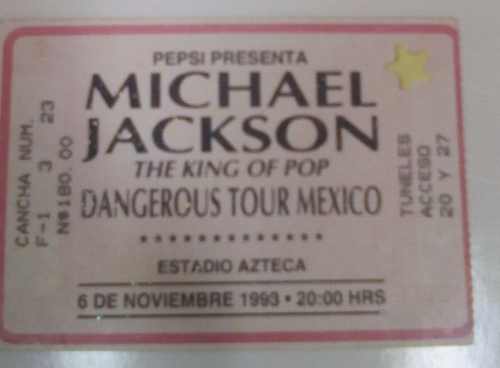 PEPSI PRESENTA
MICHAEL
JACKSON
THE KING OF POP
DANGEROUS TOUR MEXICO
*************
ESTADIO AZTECA
6 DE NOVIEMBRE 1993 • 20:00 HRS
CANCHA NUM.
F-1 3 23
N$180.00
TUNELES
ACCESO
20 Y 27